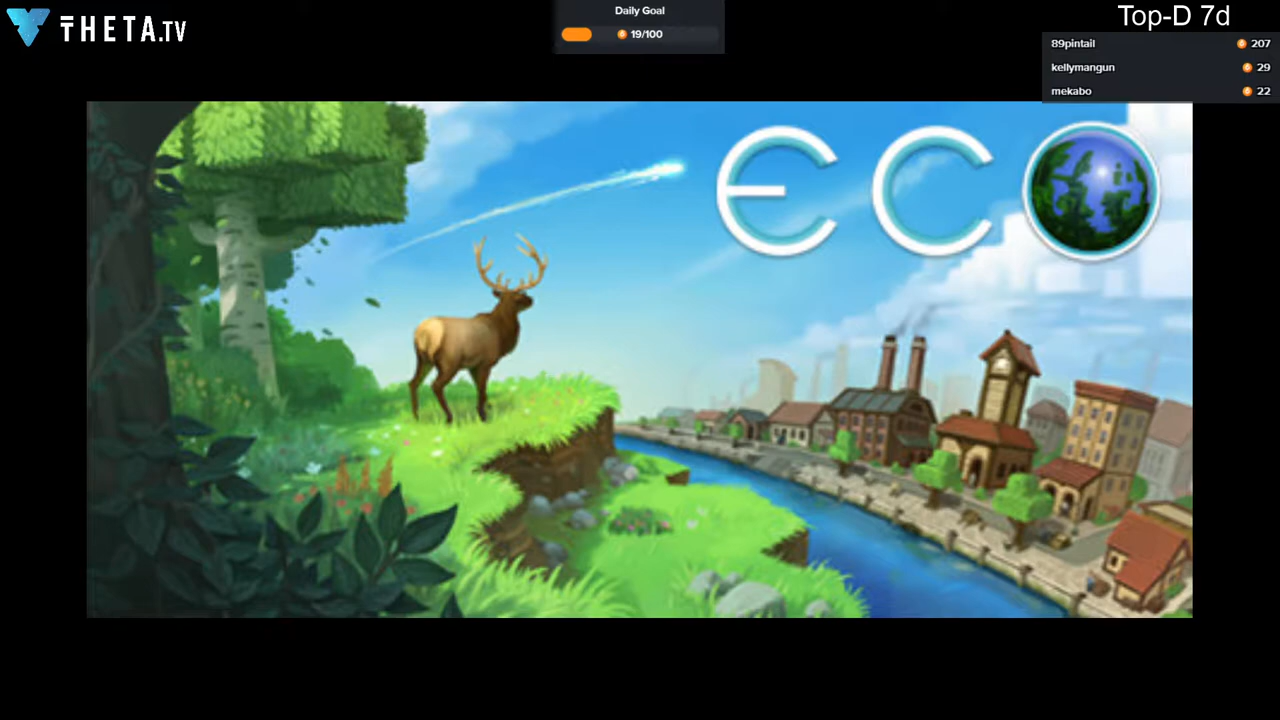 THETA.TV
Daily Goal
19/100
Top-D 7d
89pintail 207
kellymangun 29
mekabo 22
ECO